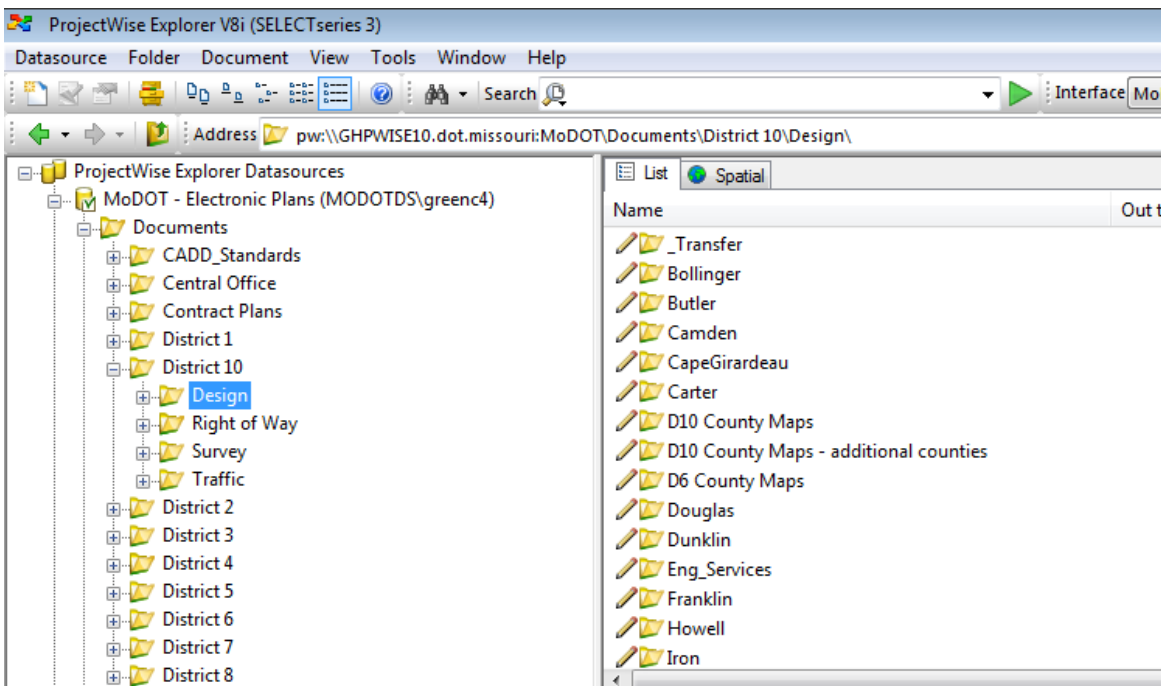 ProjectWise Explorer V8i (SELECTseries 3)
Datasource Folder Document View Tools Window Help
Search Interface Mo
Address pw:\\GHPWISE10.dot.missouri:MoDOT\Documents\District 10\Design\
ProjectWise Explorer Datasources
MoDOT - Electronic Plans (MODOTDS\greenc4)
Documents
CADD_Standards
Central Office
Contract Plans
District 1
District 10
Design
Right of Way
Survey
Traffic
District 2
District 3
District 4
District 5
District 6
District 7
District 8
List Spatial
Name Out t
_Transfer
Bollinger
Butler
Camden
CapeGirardeau
Carter
D10 County Maps
D10 County Maps - additional counties
D6 County Maps
Douglas
Dunklin
Eng_Services
Franklin
Howell
Iron